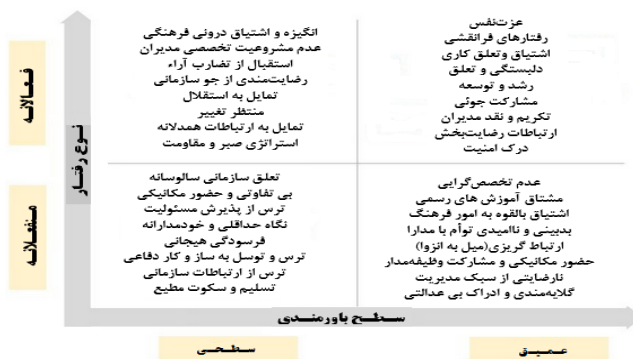 عزت‌نفس
رفتارهای فرانقشی
اشتیاق وتعلق کاری
دلبستگی و تعلق
رشد و توسعه
مشارکت جوئی
تکریم و نقد مدیران
ارتباطات رضایت‌بخش
درک امنیت
انگیزه و اشتیاق درونی فرهنگی
عدم مشروعیت تخصصی مدیران
استقبال از تضارب آراء
رضایت‌مندی از جو سازمانی
تمایل به استقلال
منتظر تغییر
تمایل به ارتباطات همدلانه
استراتژی صبر و مقاومت
فعالانه
نوع رفتار
عدم تخصص‌گرایی
مشتاق آموزش های رسمی
اشتیاق بالقوه به امور فرهنگ
بدبینی و ناامیدی توأم با مدارا
ارتباط گریزی(میل به انزوا)
حضور مکانیکی و مشارکت وظیفه‌مدار
نارضایتی از سبک مدیریت
گلایه‌مندی و ادراک بی عدالتی
تعلق سازمانی سالوسانه
بی تفاوتی و حضور مکانیکی
ترس از پذیرش مسئولیت
نگاه حداقلی و خودمدارانه
فرسودگی هیجانی
ترس و توسل به ساز و کار دفاعی
ترس از ارتباطات سازمانی
تسلیم و سکوت مطیع
منفعلانه
سطح باورمندی
عمیق
سطحی